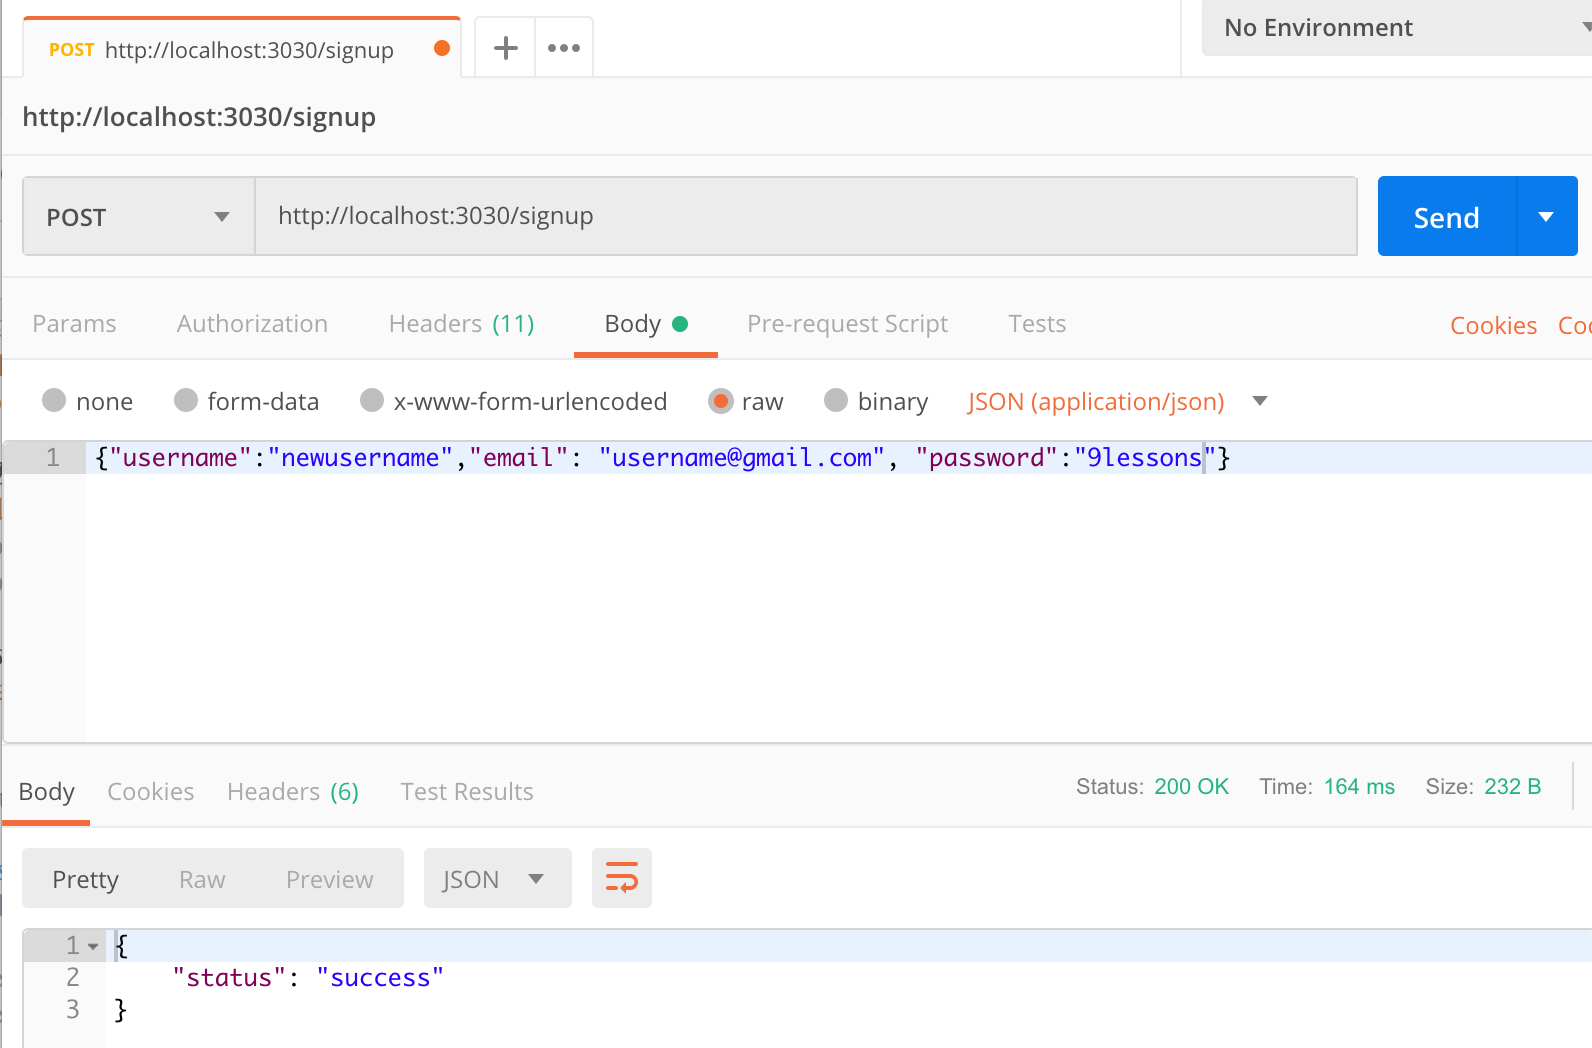 POST http://localhost:3030/signup
No Environment
http://localhost:3030/signup
POST http://localhost:3030/signup Send
Params Authorization Headers (11) Body Pre-request Script Tests Cookies
none form-data x-www-form-urlencoded raw binary JSON (application/json)
1 {"username":"newusername","email": "username@gmail.com", "password":"9lessons"}
Body Cookies Headers (6) Test Results Status: 200 OK Time: 164 ms Size: 232 B
Pretty Raw Preview JSON
1 {
2 "status": "success"
3 }